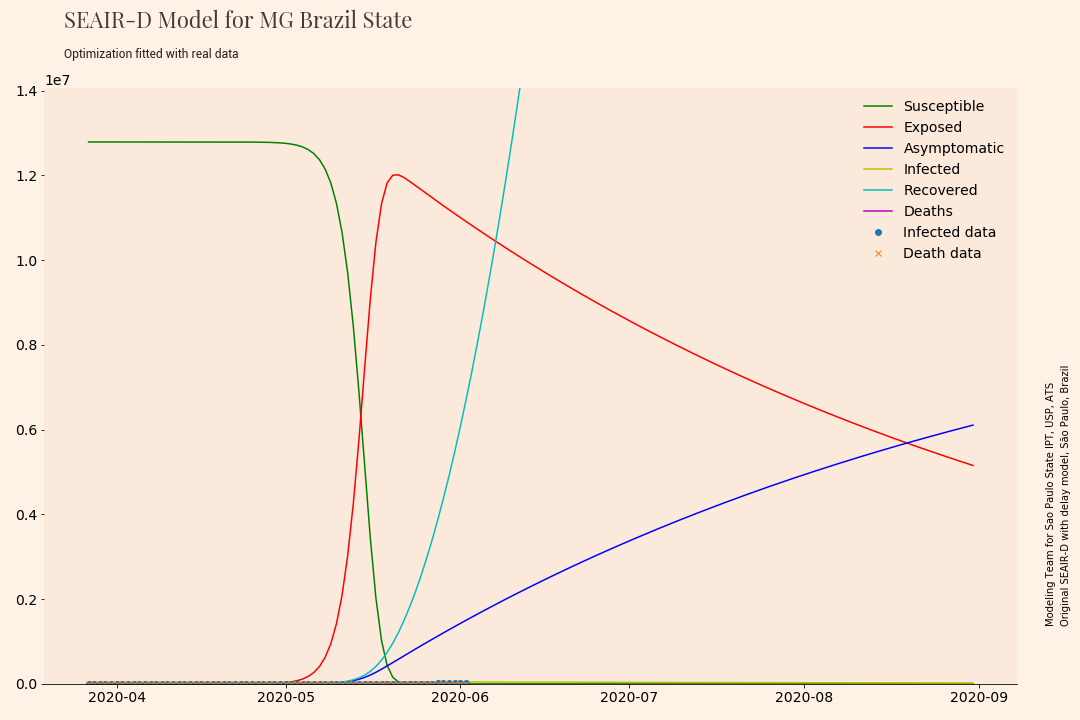 SEAIR-D Model for MG Brazil State
Optimization fitted with real data
1e7
1.4
1.2
1.0
0.8
0.6
0.4
0.2
0.0
2020-04
2020-05
2020-06
2020-07
2020-08
2020-09
Susceptible
Exposed
Asymptomatic
Infected
Recovered
Deaths
Infected data
Death data
Modeling Team for Sao Paulo State IPT, USP, ATS
Original SEAIR-D with delay model, São Paulo, Brazil